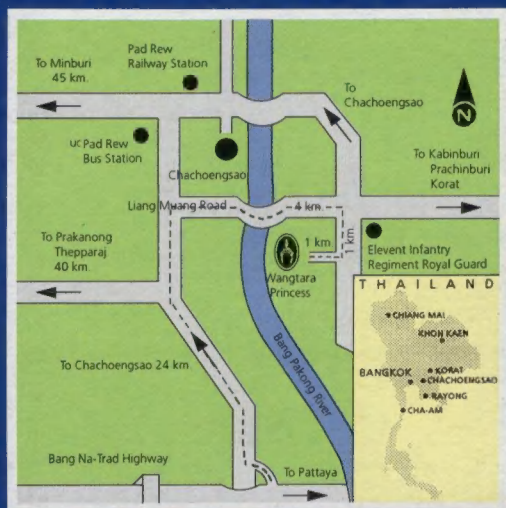 Pad Rew
Railway Station
To Minburi
45 km.
To
Chachoengsao
N
uc Pad Rew
Bus Station
Chachoengsao
To Kabinburi
Prachinburi
Korat
Liang Muang Road
4 km.
1 km
1 km
To Prakanong
Thepparaj
40 km.
Wangtara
Princess
Elevent Infantry
Regiment Royal Guard
THAILAND
CHIANG MAI
KHON KAEN
BANGKOK
KORAT
CHACHOENGSAO
RAYONG
CHA-AM
To Chachoengsao 24 km.
Bang Pakong River
Bang Na-Trad Highway
To Pattaya